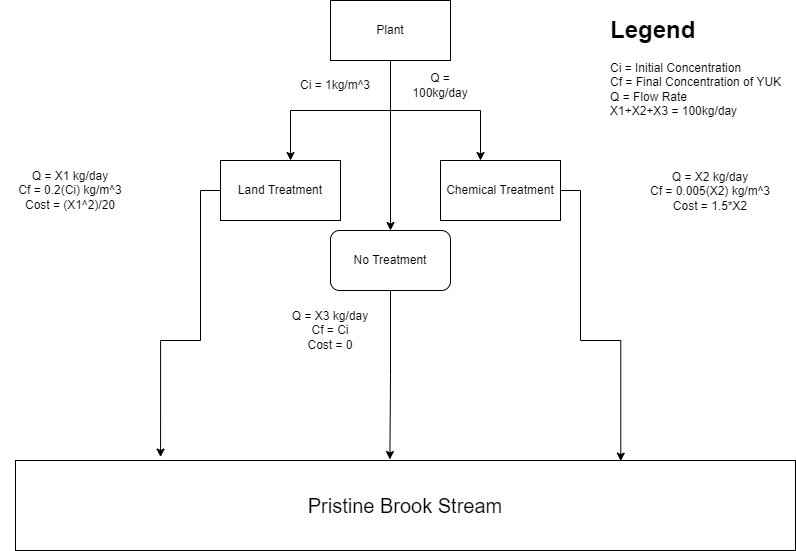 Plant
Legend
Ci = Initial Concentration
Cf = Final Concentration of YUK
Q = Flow Rate
X1+X2+X3 = 100kg/day
Ci = 1kg/m^3
Q =
100kg/day
Q = X1 kg/day
Cf = 0.2(Ci) kg/m^3
Cost = (X1^2)/20
Land Treatment
Chemical Treatment
Q = X2 kg/day
Cf = 0.005(X2) kg/m^3
Cost = 1.5*X2
No Treatment
Q = X3 kg/day
Cf = Ci
Cost = 0
Pristine Brook Stream